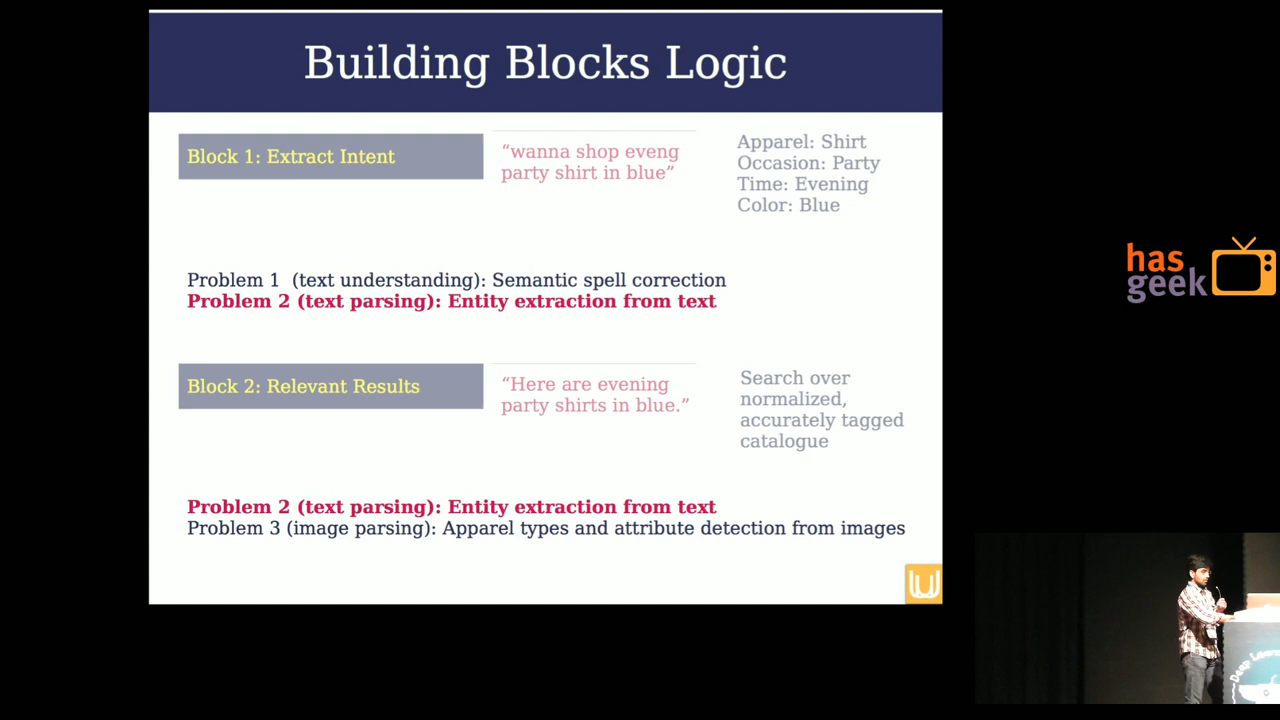 Building Blocks Logic
Block 1: Extract Intent
“wanna shop eveng
party shirt in blue”
Apparel: Shirt
Occasion: Party
Time: Evening
Color: Blue
Problem 1  (text understanding): Semantic spell correction
Problem 2 (text parsing): Entity extraction from text
Block 2: Relevant Results
“Here are evening
party shirts in blue.”
Search over
normalized,
accurately tagged
catalogue
Problem 2 (text parsing): Entity extraction from text
Problem 3 (image parsing): Apparel types and attribute detection from images
has
geek
Deep